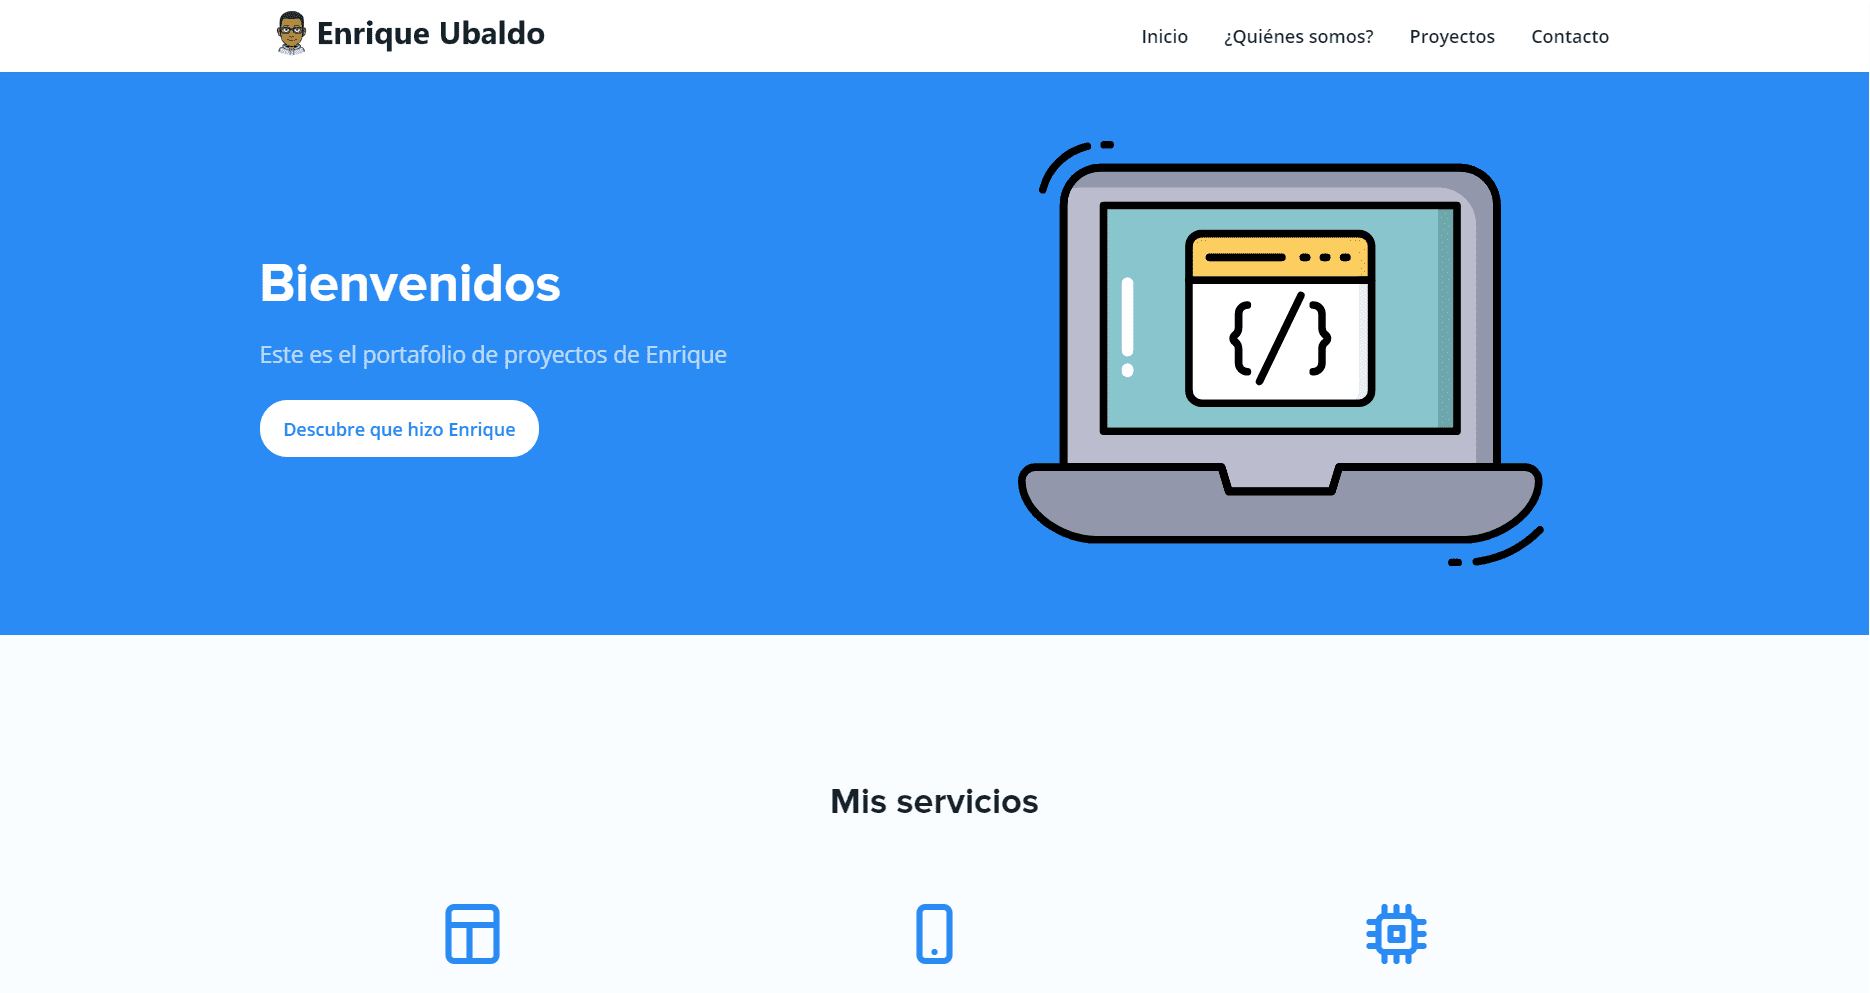 Enrique Ubaldo
Inicio ¿Quiénes somos? Proyectos Contacto
Bienvenidos
Este es el portafolio de proyectos de Enrique
Descubre que hizo Enrique
{/}
Mis servicios